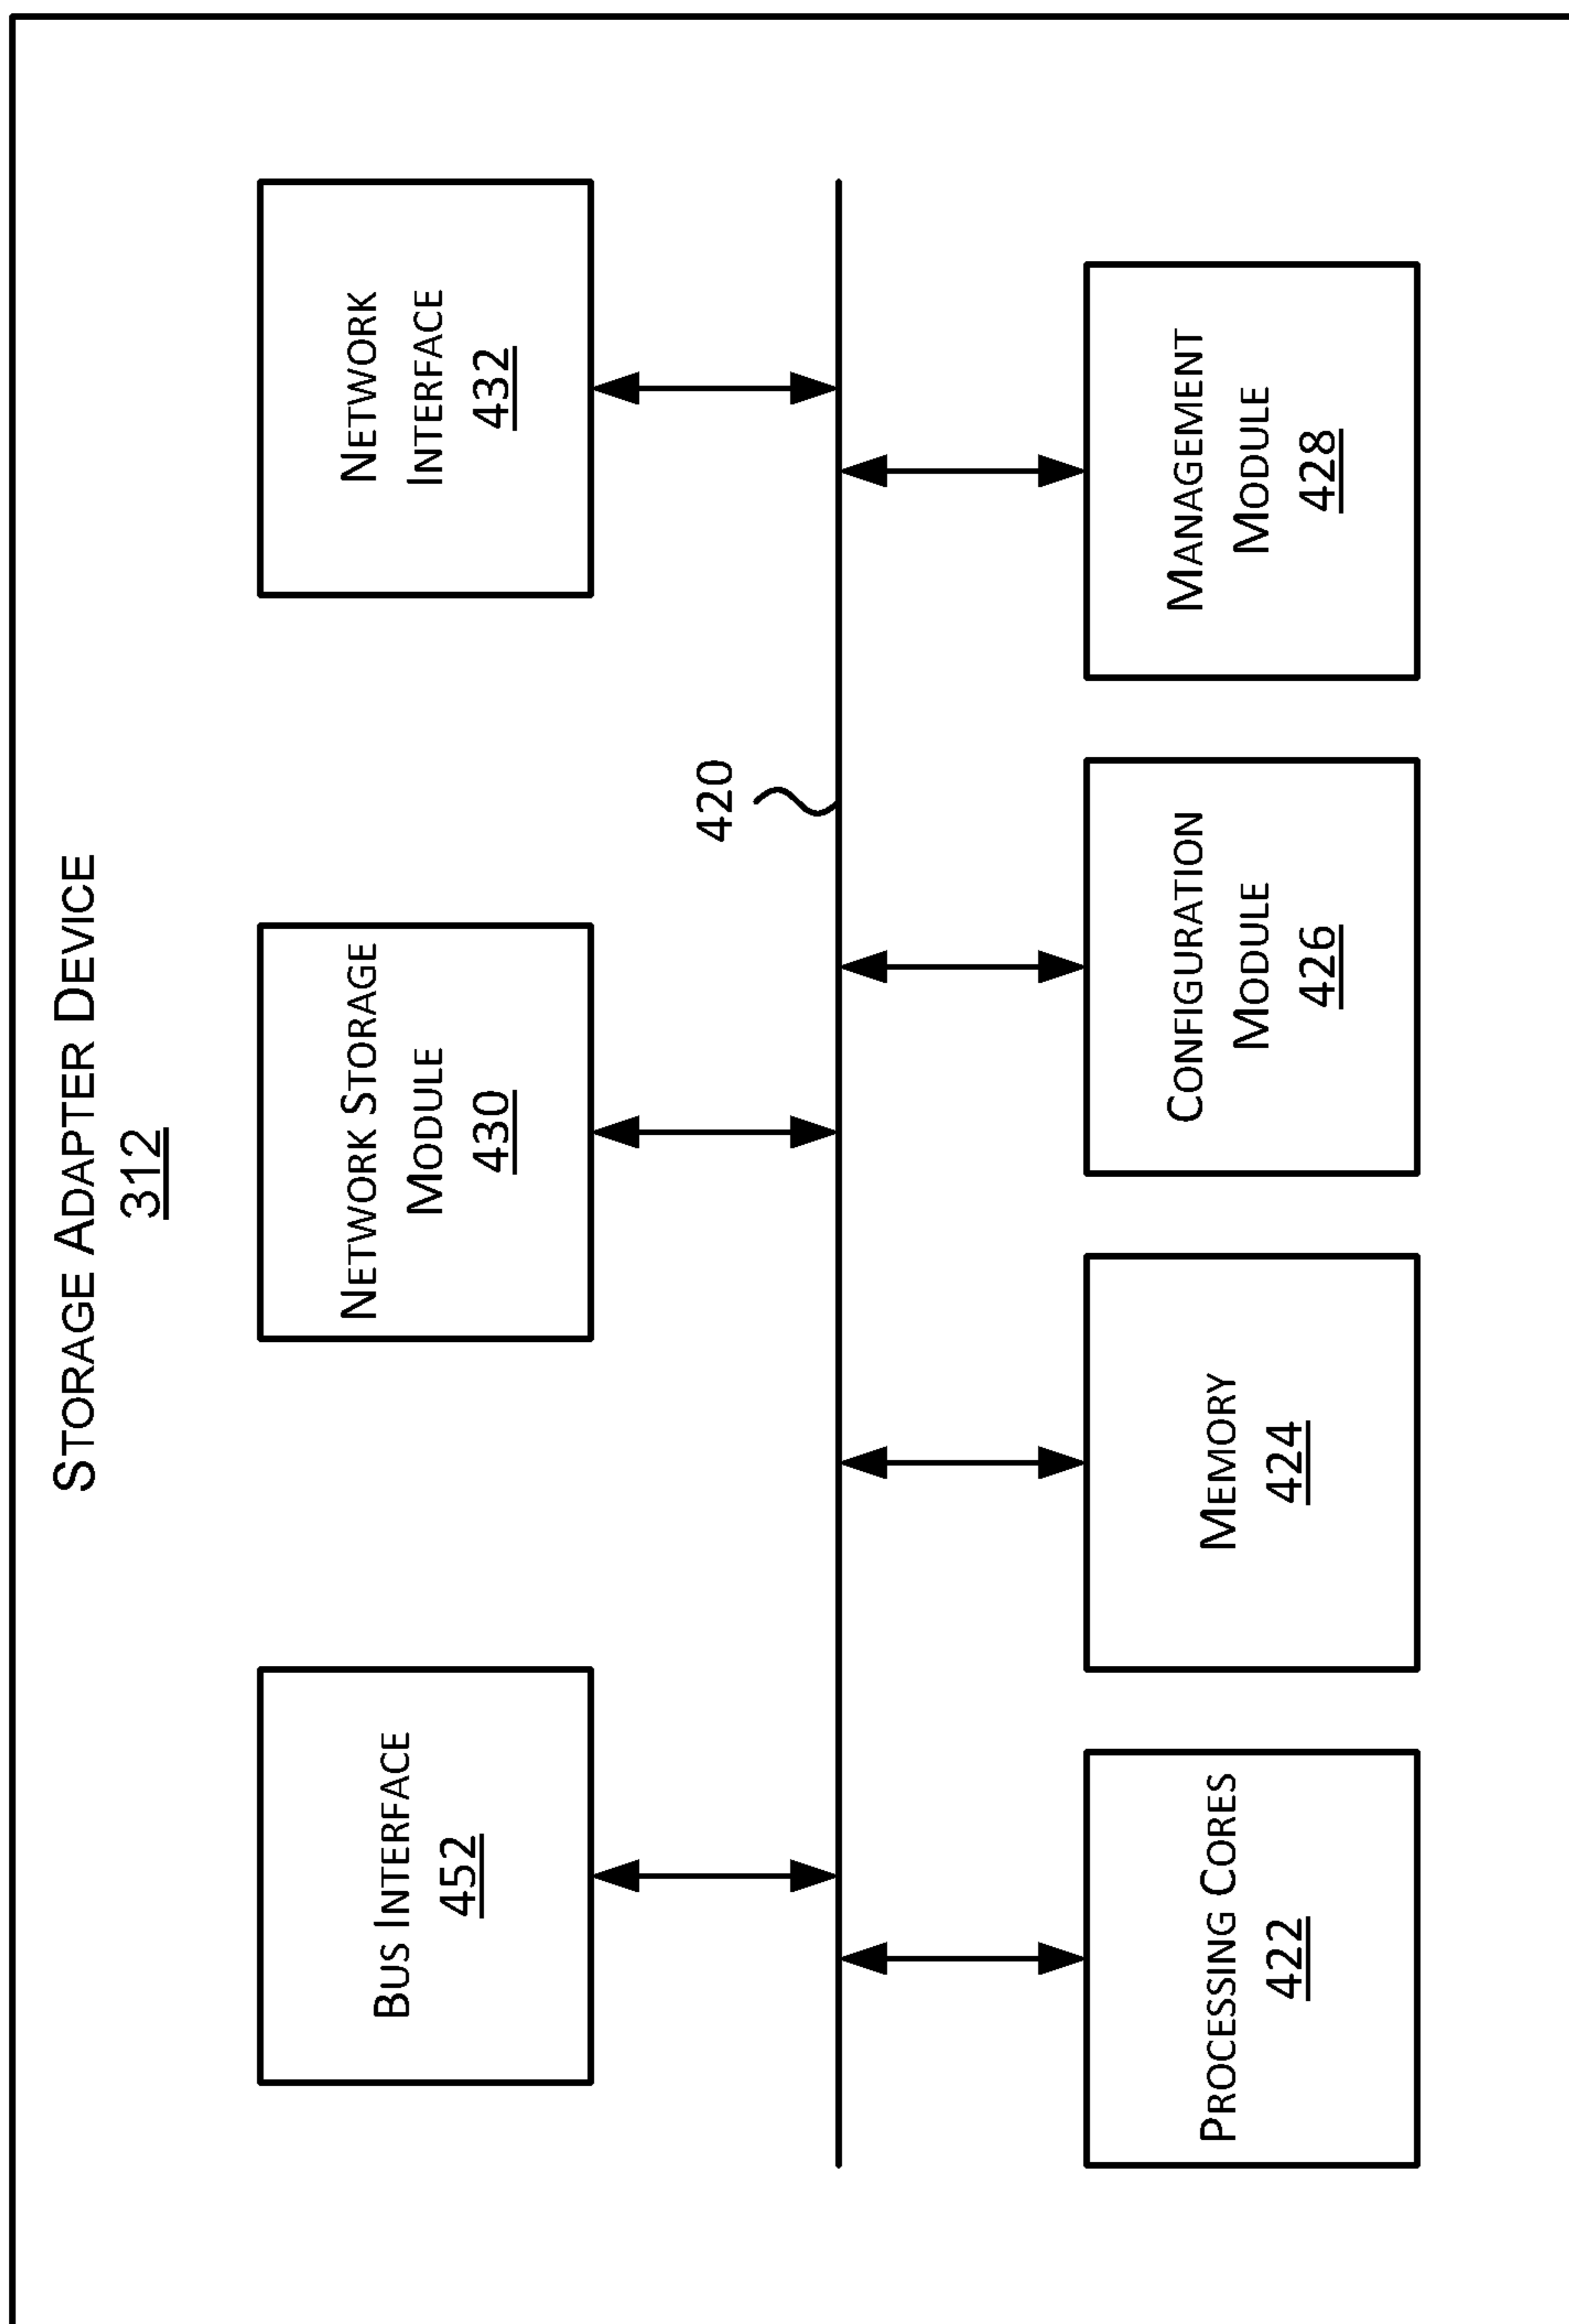 STORAGE ADAPTER DEVICE
312
BUS INTERFACE
452
NETWORK STORAGE
MODULE
430
NETWORK
INTERFACE
432
420
PROCESSING CORES
422
MEMORY
424
CONFIGURATION
MODULE
426
MANAGEMENT
MODULE
428